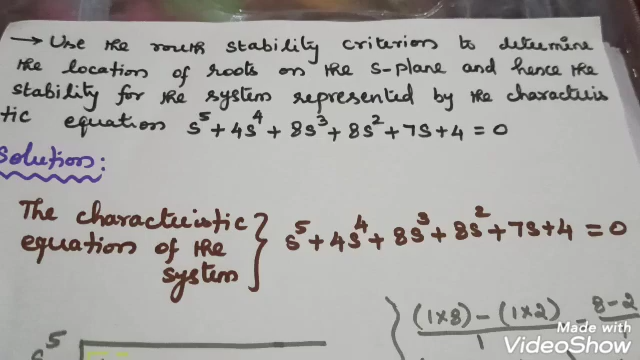 → Use the routh stability criterion to determine
the location of roots on the s-plane and hence the
stability for the system represented by the characteris
tic equation s⁵ + 4s⁴ + 8s³ + 8s² + 7s + 4 = 0
Solution:
The characteristic
equations of the
system } s⁵ + 4s⁴ + 8s³ + 8s² + 7s + 4 = 0
(1×8) − (1×2) / 1 = 8−2 / 1
s⁵
Made with
VideoShow